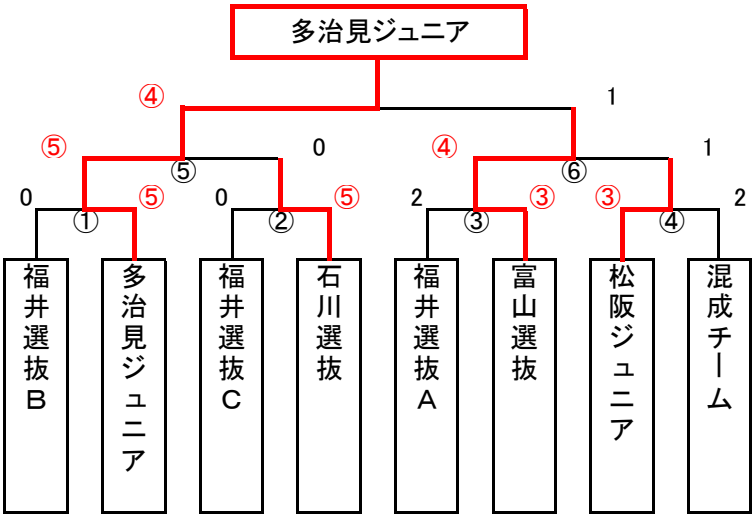 多治見ジュニア
④ 1
⑤ 0 ④ 1
⑤ ⑥
0 ⑤ 0 ⑤ 2 ③ ③ 2
① ② ③ ④
福井選抜B
多治見ジュニア
福井選抜C
石川選抜
福井選抜A
富山選抜
松阪ジュニア
混成チーム